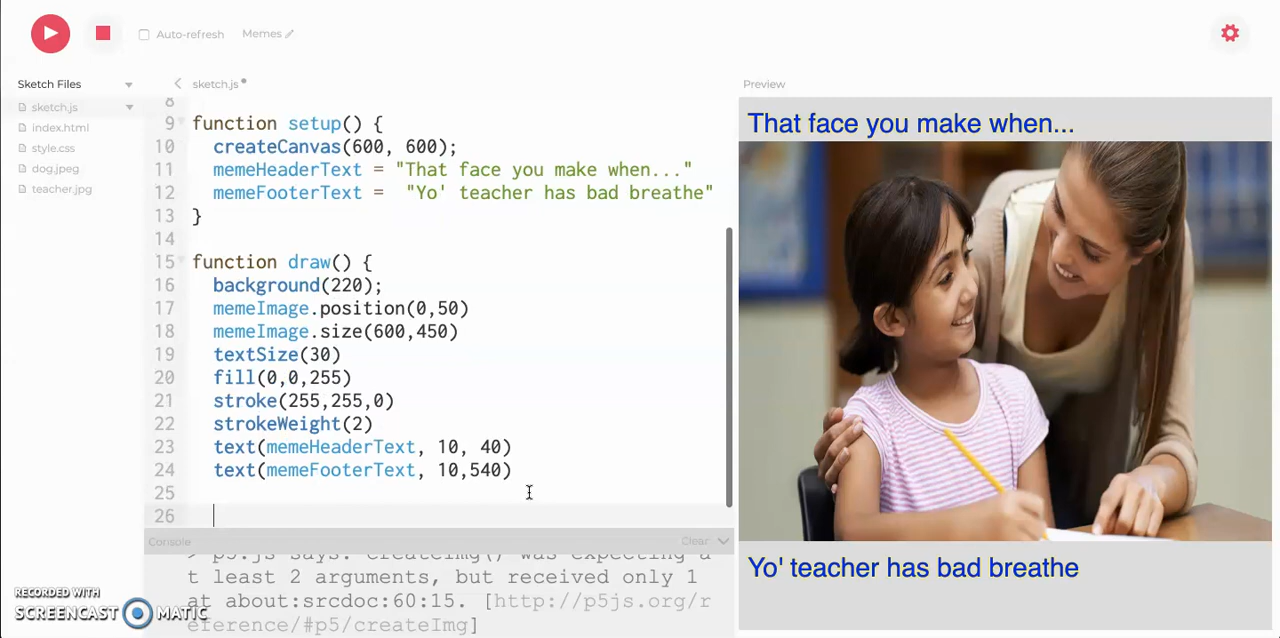 Auto-refresh Memes
Sketch Files
sketch.js
index.html
style.css
dog.jpeg
teacher.jpg
sketch.js
8
9 function setup() {
10 createCanvas(600, 600);
11 memeHeaderText = "That face you make when..."
12 memeFooterText = "Yo' teacher has bad breathe"
13 }
14
15 function draw() {
16 background(220);
17 memeImage.position(0,50)
18 memeImage.size(600,450)
19 textSize(30)
20 fill(0,0,255)
21 stroke(255,255,0)
22 strokeWeight(2)
23 text(memeHeaderText, 10, 40)
24 text(memeFooterText, 10,540)
25
26
Console Clear
> p5.js says: createImg() was expecting a
t least 2 arguments, but received only 1
at about:srcdoc:60:15. [http://p5js.org/r
eference/#p5/createImg]
Preview
That face you make when...
Yo' teacher has bad breathe
RECORDED WITH
SCREENCAST MATIC